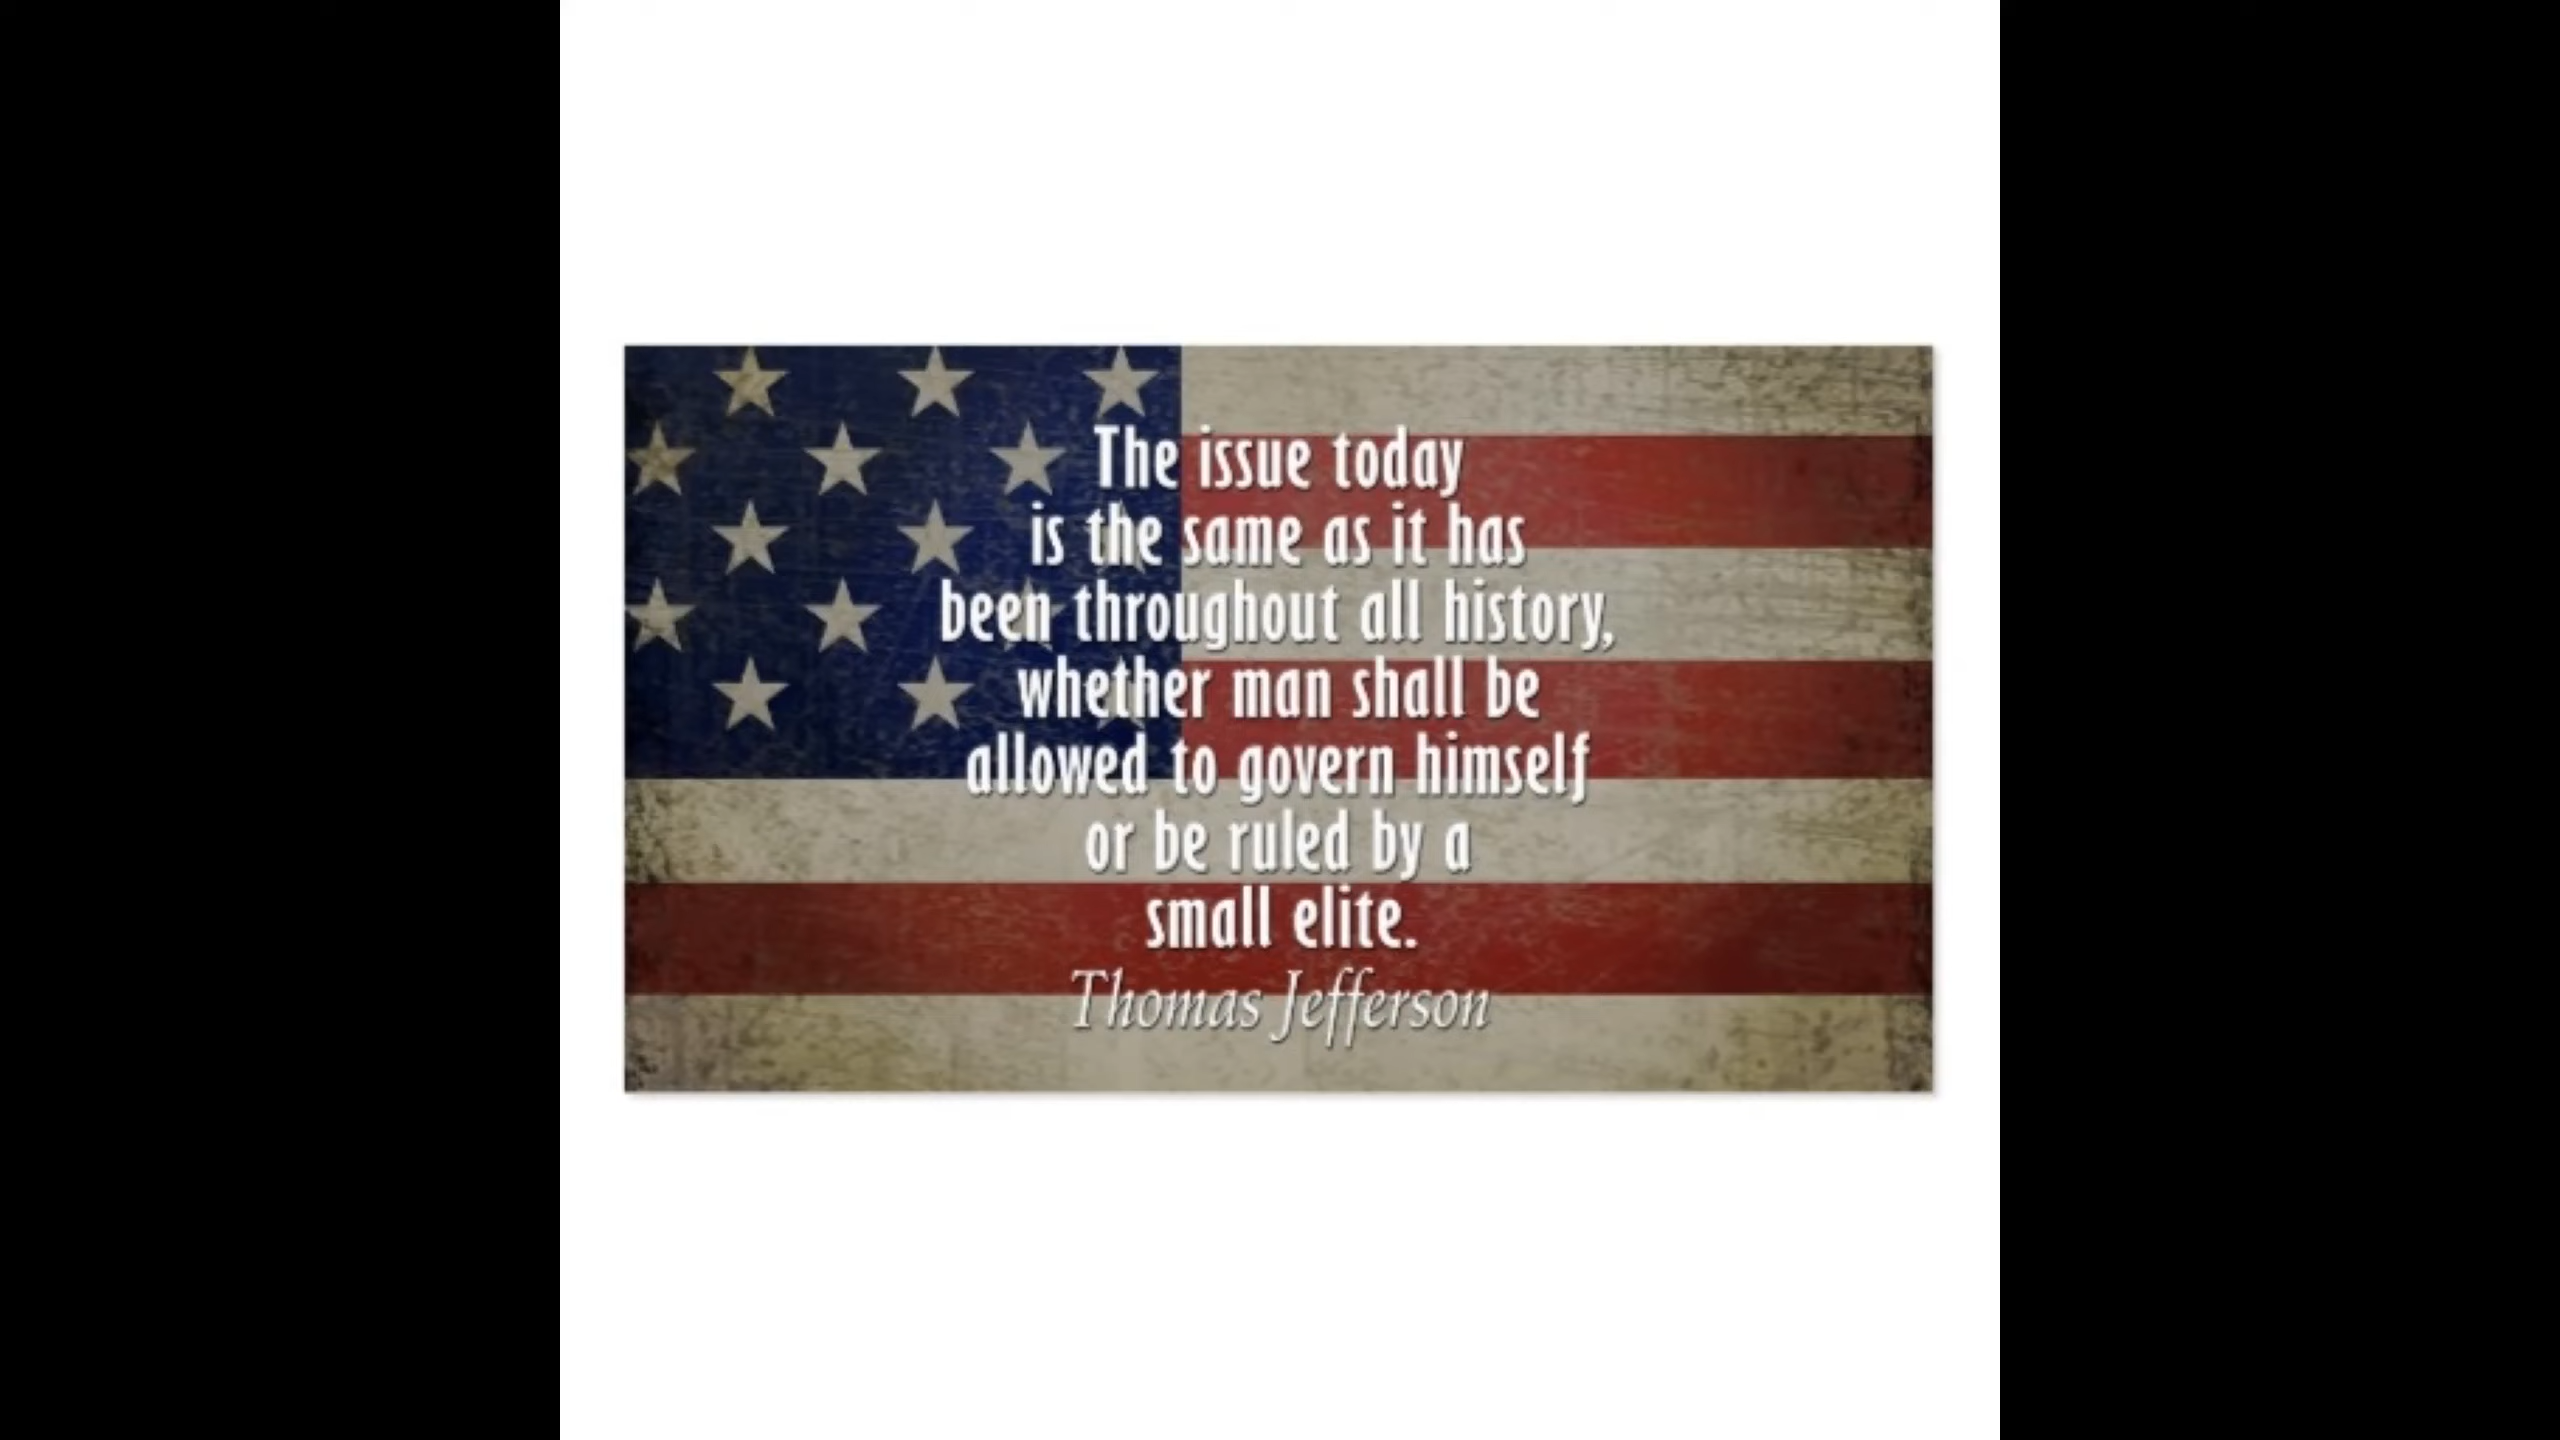 The issue today
is the same as it has
been throughout all history,
whether man shall be
allowed to govern himself
or be ruled by a
small elite.
Thomas Jefferson